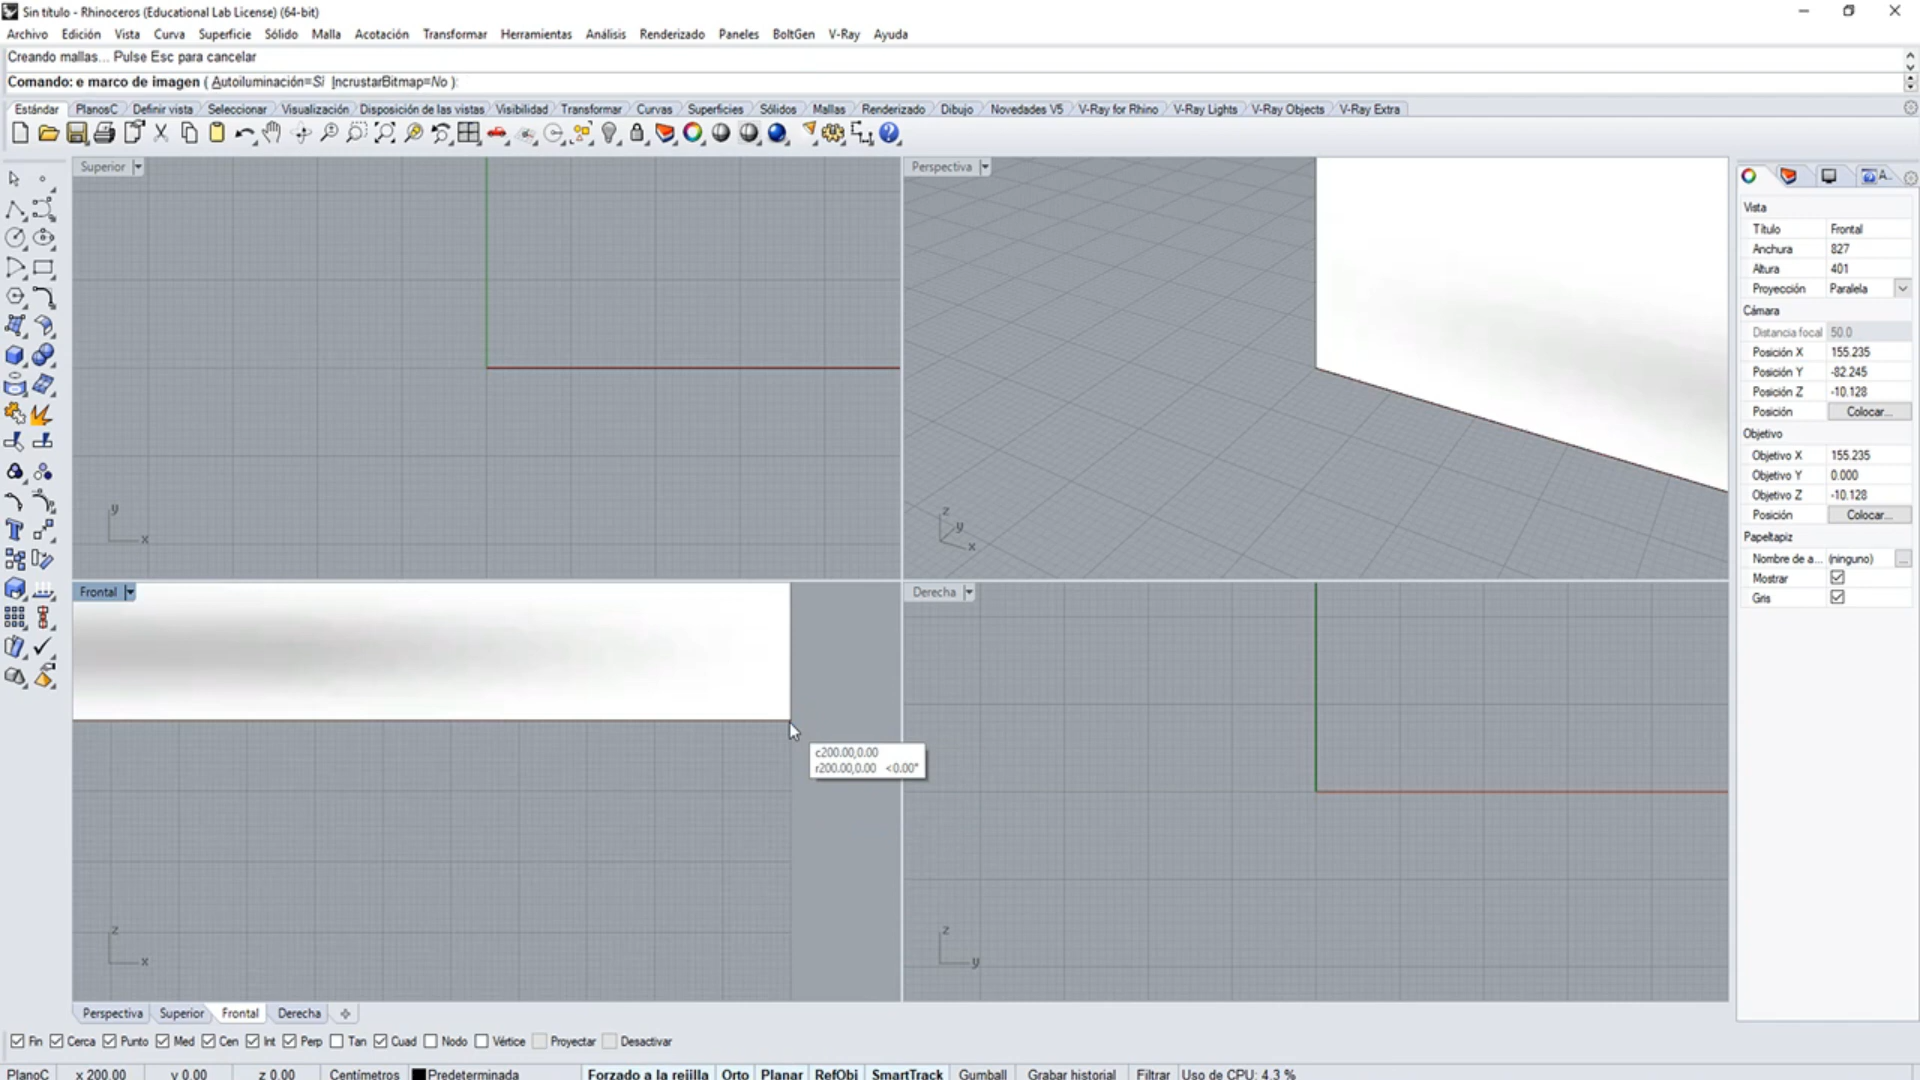 Sin título - Rhinoceros (Educational Lab License) (64-bit)
Archivo Edición Vista Curva Superficie Sólido Malla Acotación Transformar Herramientas Análisis Renderizado Paneles BoltGen V-Ray Ayuda
Creando mallas... Pulse Esc para cancelar
Comando: e marco de imagen ( Autoiluminación=Sí IncrustarBitmap=No ):
Estándar PlanosC Definir vista Seleccionar Visualización Disposición de las vistas Visibilidad Transformar Curvas Superficies Sólidos Mallas Renderizado Dibujo Novedades V5 V-Ray for Rhino V-Ray Lights V-Ray Objects V-Ray Extra
Superior
y
x
Perspectiva
z
y
x
Frontal
c200.00,0.00
r200.00,0.00 <0.00°
z
x
Derecha
z
y
A..
Vista
Título Frontal
Anchura 827
Altura 401
Proyección Paralela
Cámara
Distancia focal 50.0
Posición X 155.235
Posición Y -82.245
Posición Z -10.128
Posición Colocar...
Objetivo
Objetivo X 155.235
Objetivo Y 0.000
Objetivo Z -10.128
Posición Colocar...
Papeltapiz
Nombre de a... (ninguno) ...
Mostrar
Gris
Perspectiva Superior Frontal Derecha
Fin Cerca Punto Med Cen Int Perp Tan Cuad Nodo Vértice Proyectar Desactivar
PlanoC x 200.00 y 0.00 z 0.00 Centímetros Predeterminada Forzado a la rejilla Orto Planar RefObj SmartTrack Gumball Grabar historial Filtrar Uso de CPU: 4.3 %